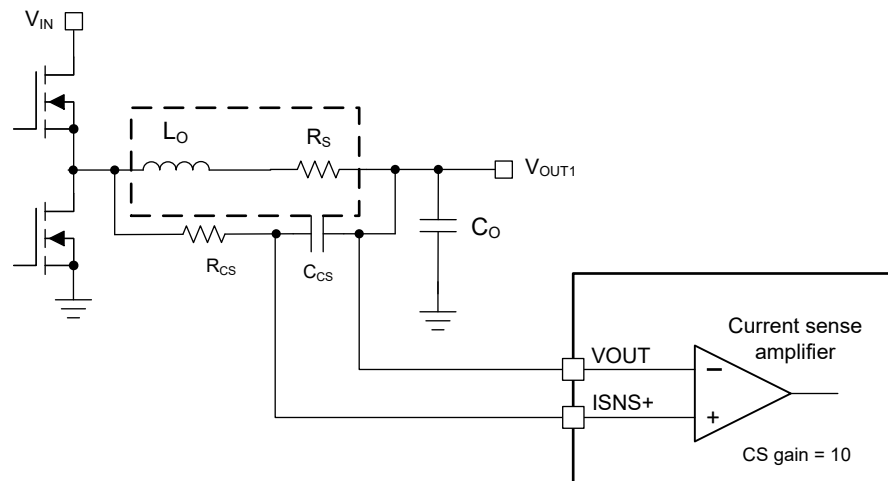 VIN
LO
RS
VOUT1
RCS
CCS
CO
Current sense
amplifier
VOUT
ISNS+
−
+
CS gain = 10